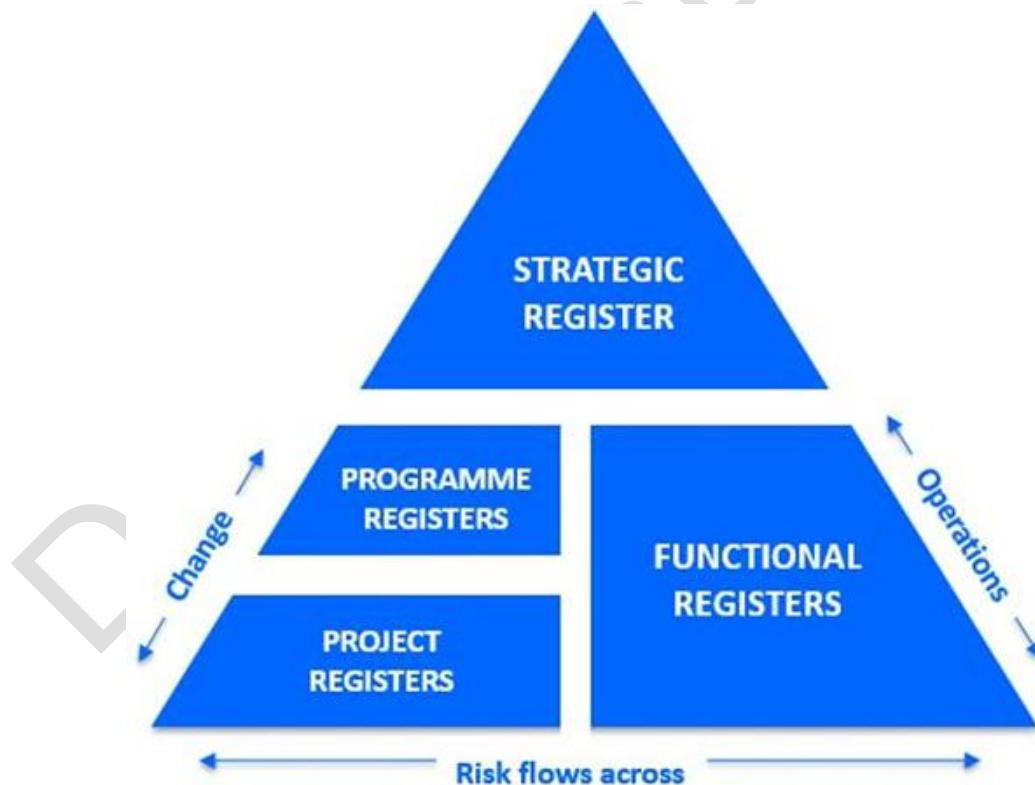 STRATEGIC
REGISTER
PROGRAMME
REGISTERS
FUNCTIONAL
REGISTERS
PROJECT
REGISTERS
Change
Operations
Risk flows across